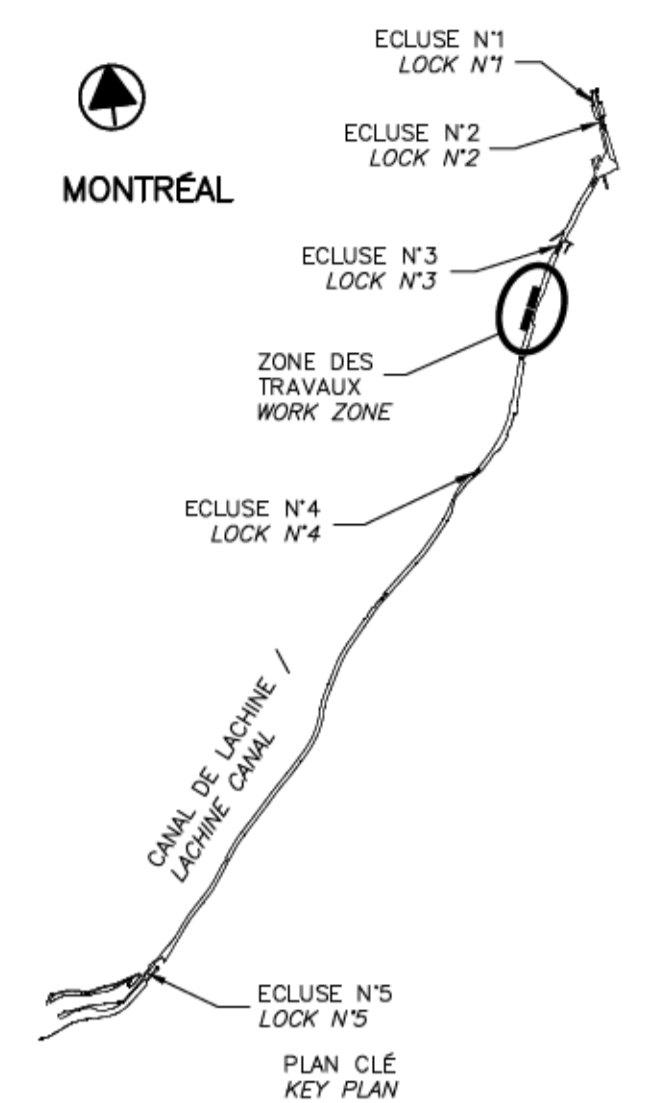 ECLUSE N°1
LOCK N°1
ECLUSE N°2
LOCK N°2
MONTRÉAL
ECLUSE N°3
LOCK N°3
ZONE DES
TRAVAUX
WORK ZONE
ECLUSE N°4
LOCK N°4
CANAL DE LACHINE /
LACHINE CANAL
ECLUSE N°5
LOCK N°5
PLAN CLÉ
KEY PLAN